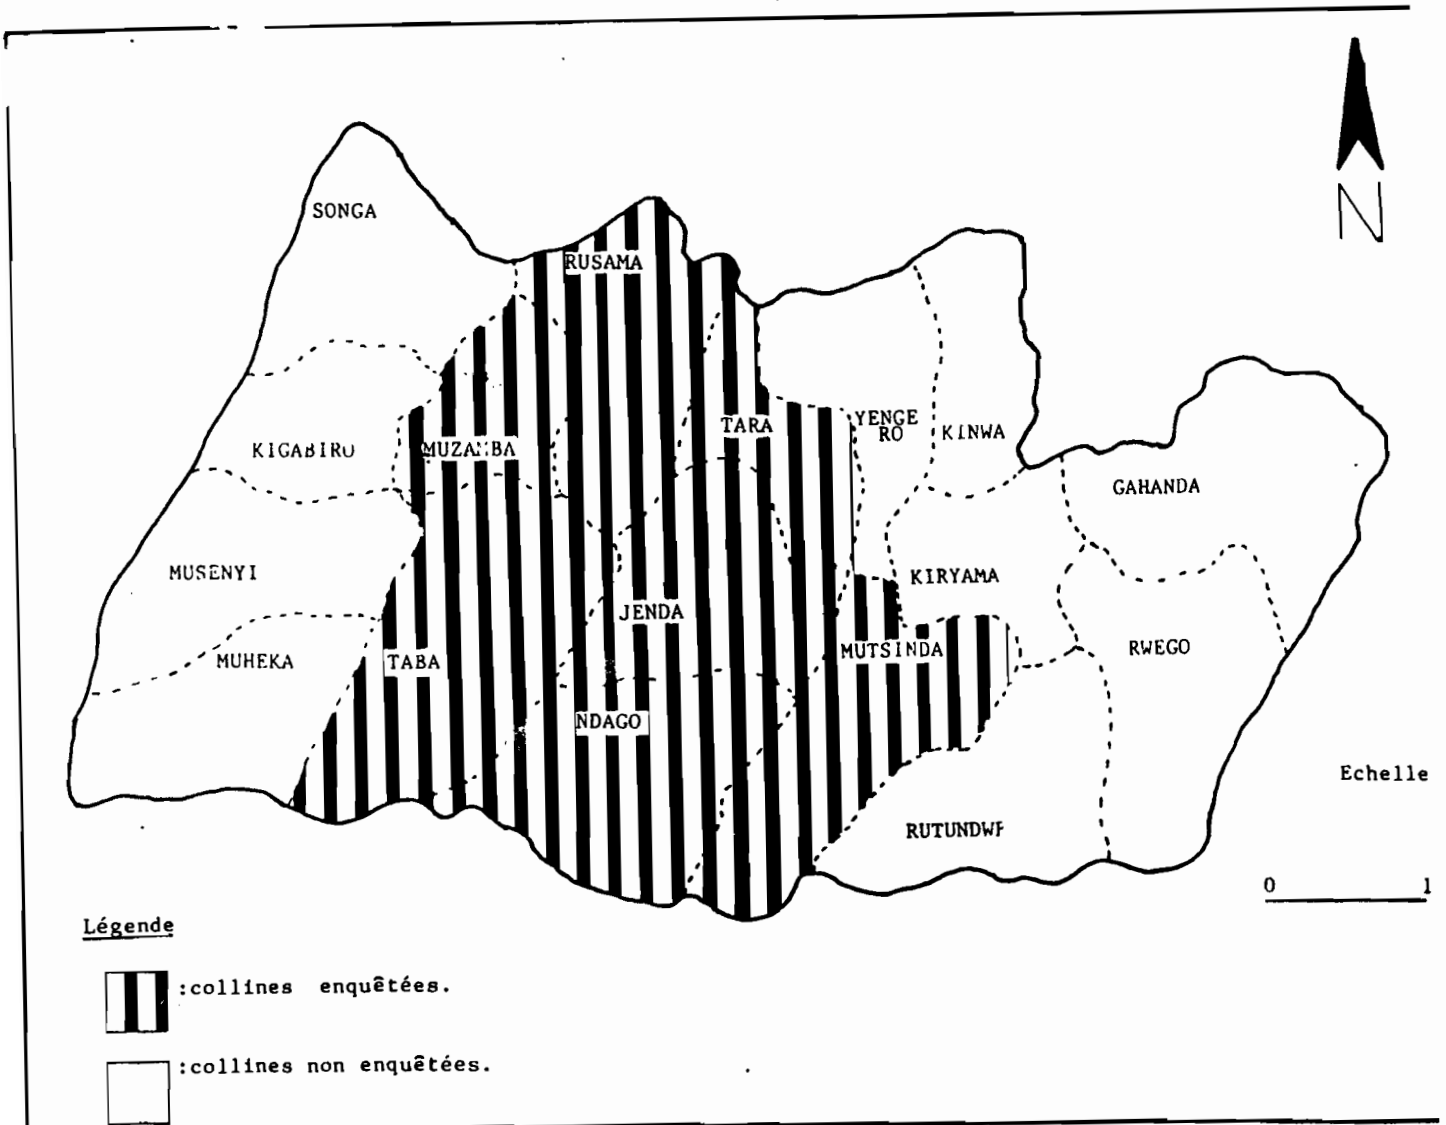 N
SONGA
RUSAMA
YENGE
RO
KINWA
TARA
KIGABIRO
MUZAMBA
GAHANDA
MUSENYI
KIRYAMA
JENDA
MUTSINDA
RWEGO
MUHEKA
TABA
NDAGO
Echelle
RUTUNDWE
0 1
Légende
:collines enquêtées.
:collines non enquêtées.